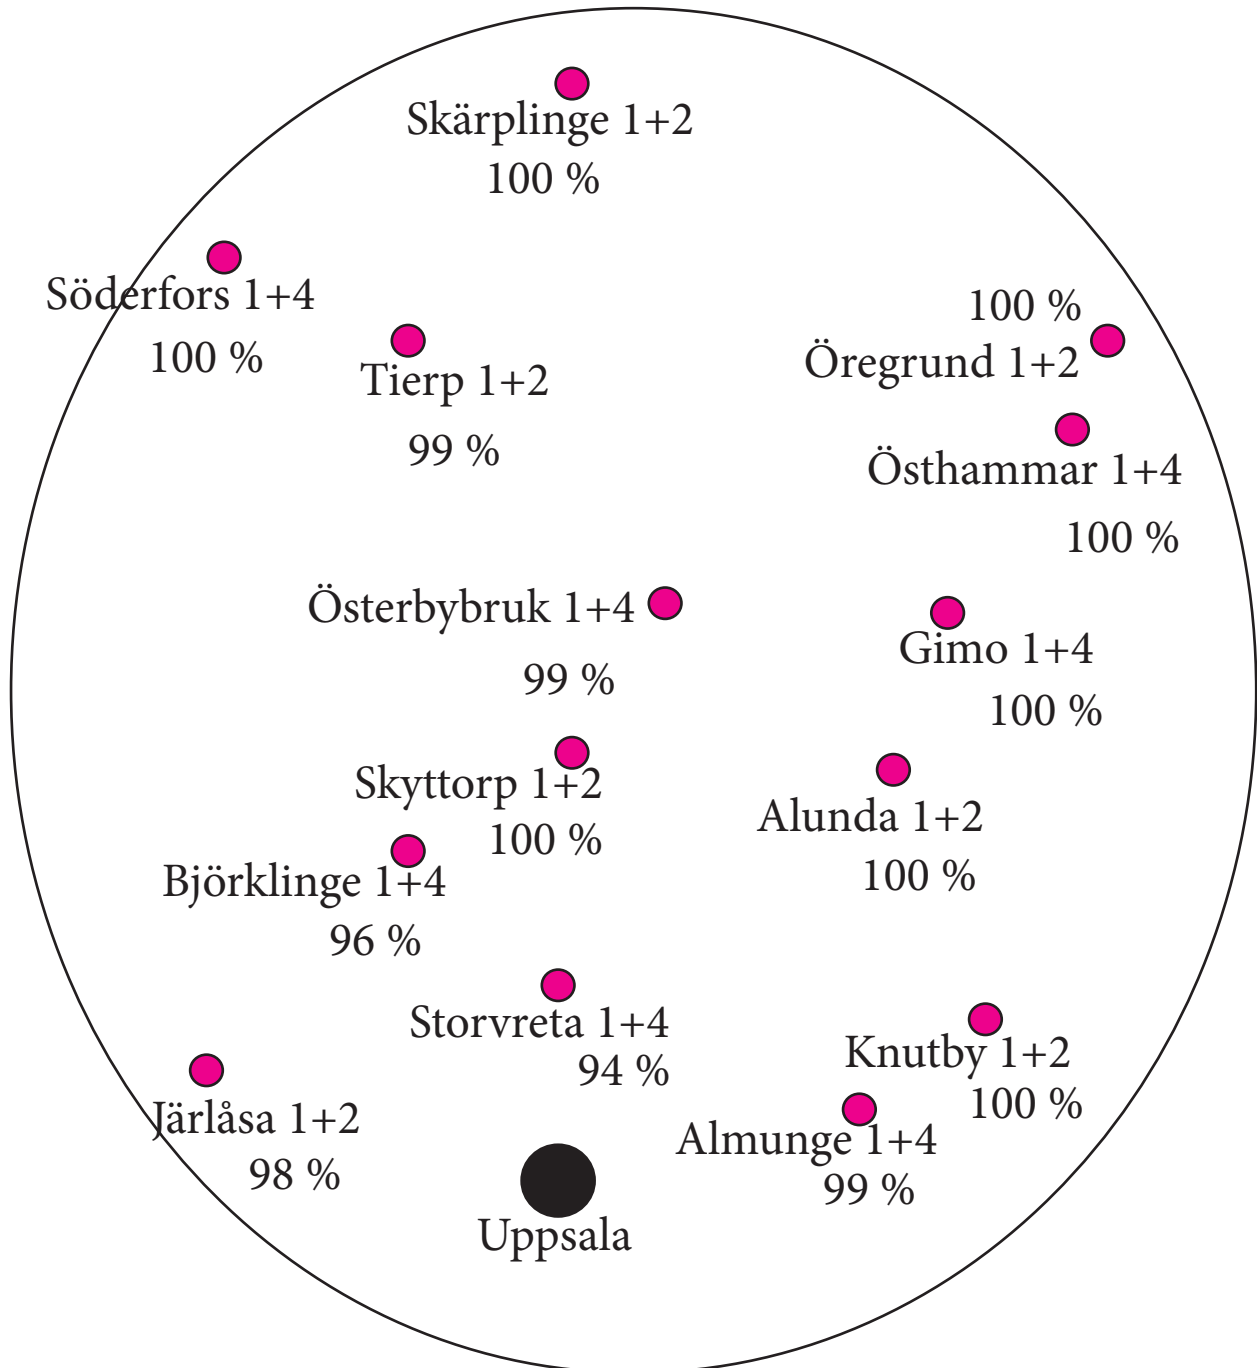 Skärplinge 1+2
100 %
Söderfors 1+4
100 %
Tierp 1+2
99 %
100 %
Öregrund 1+2
Östhammar 1+4
100 %
Österbybruk 1+4
99 %
Gimo 1+4
100 %
Skyttorp 1+2
100 %
Alunda 1+2
100 %
Björklinge 1+4
96 %
Storvreta 1+4
94 %
Knutby 1+2
100 %
Järlåsa 1+2
98 %
Almunge 1+4
99 %
Uppsala